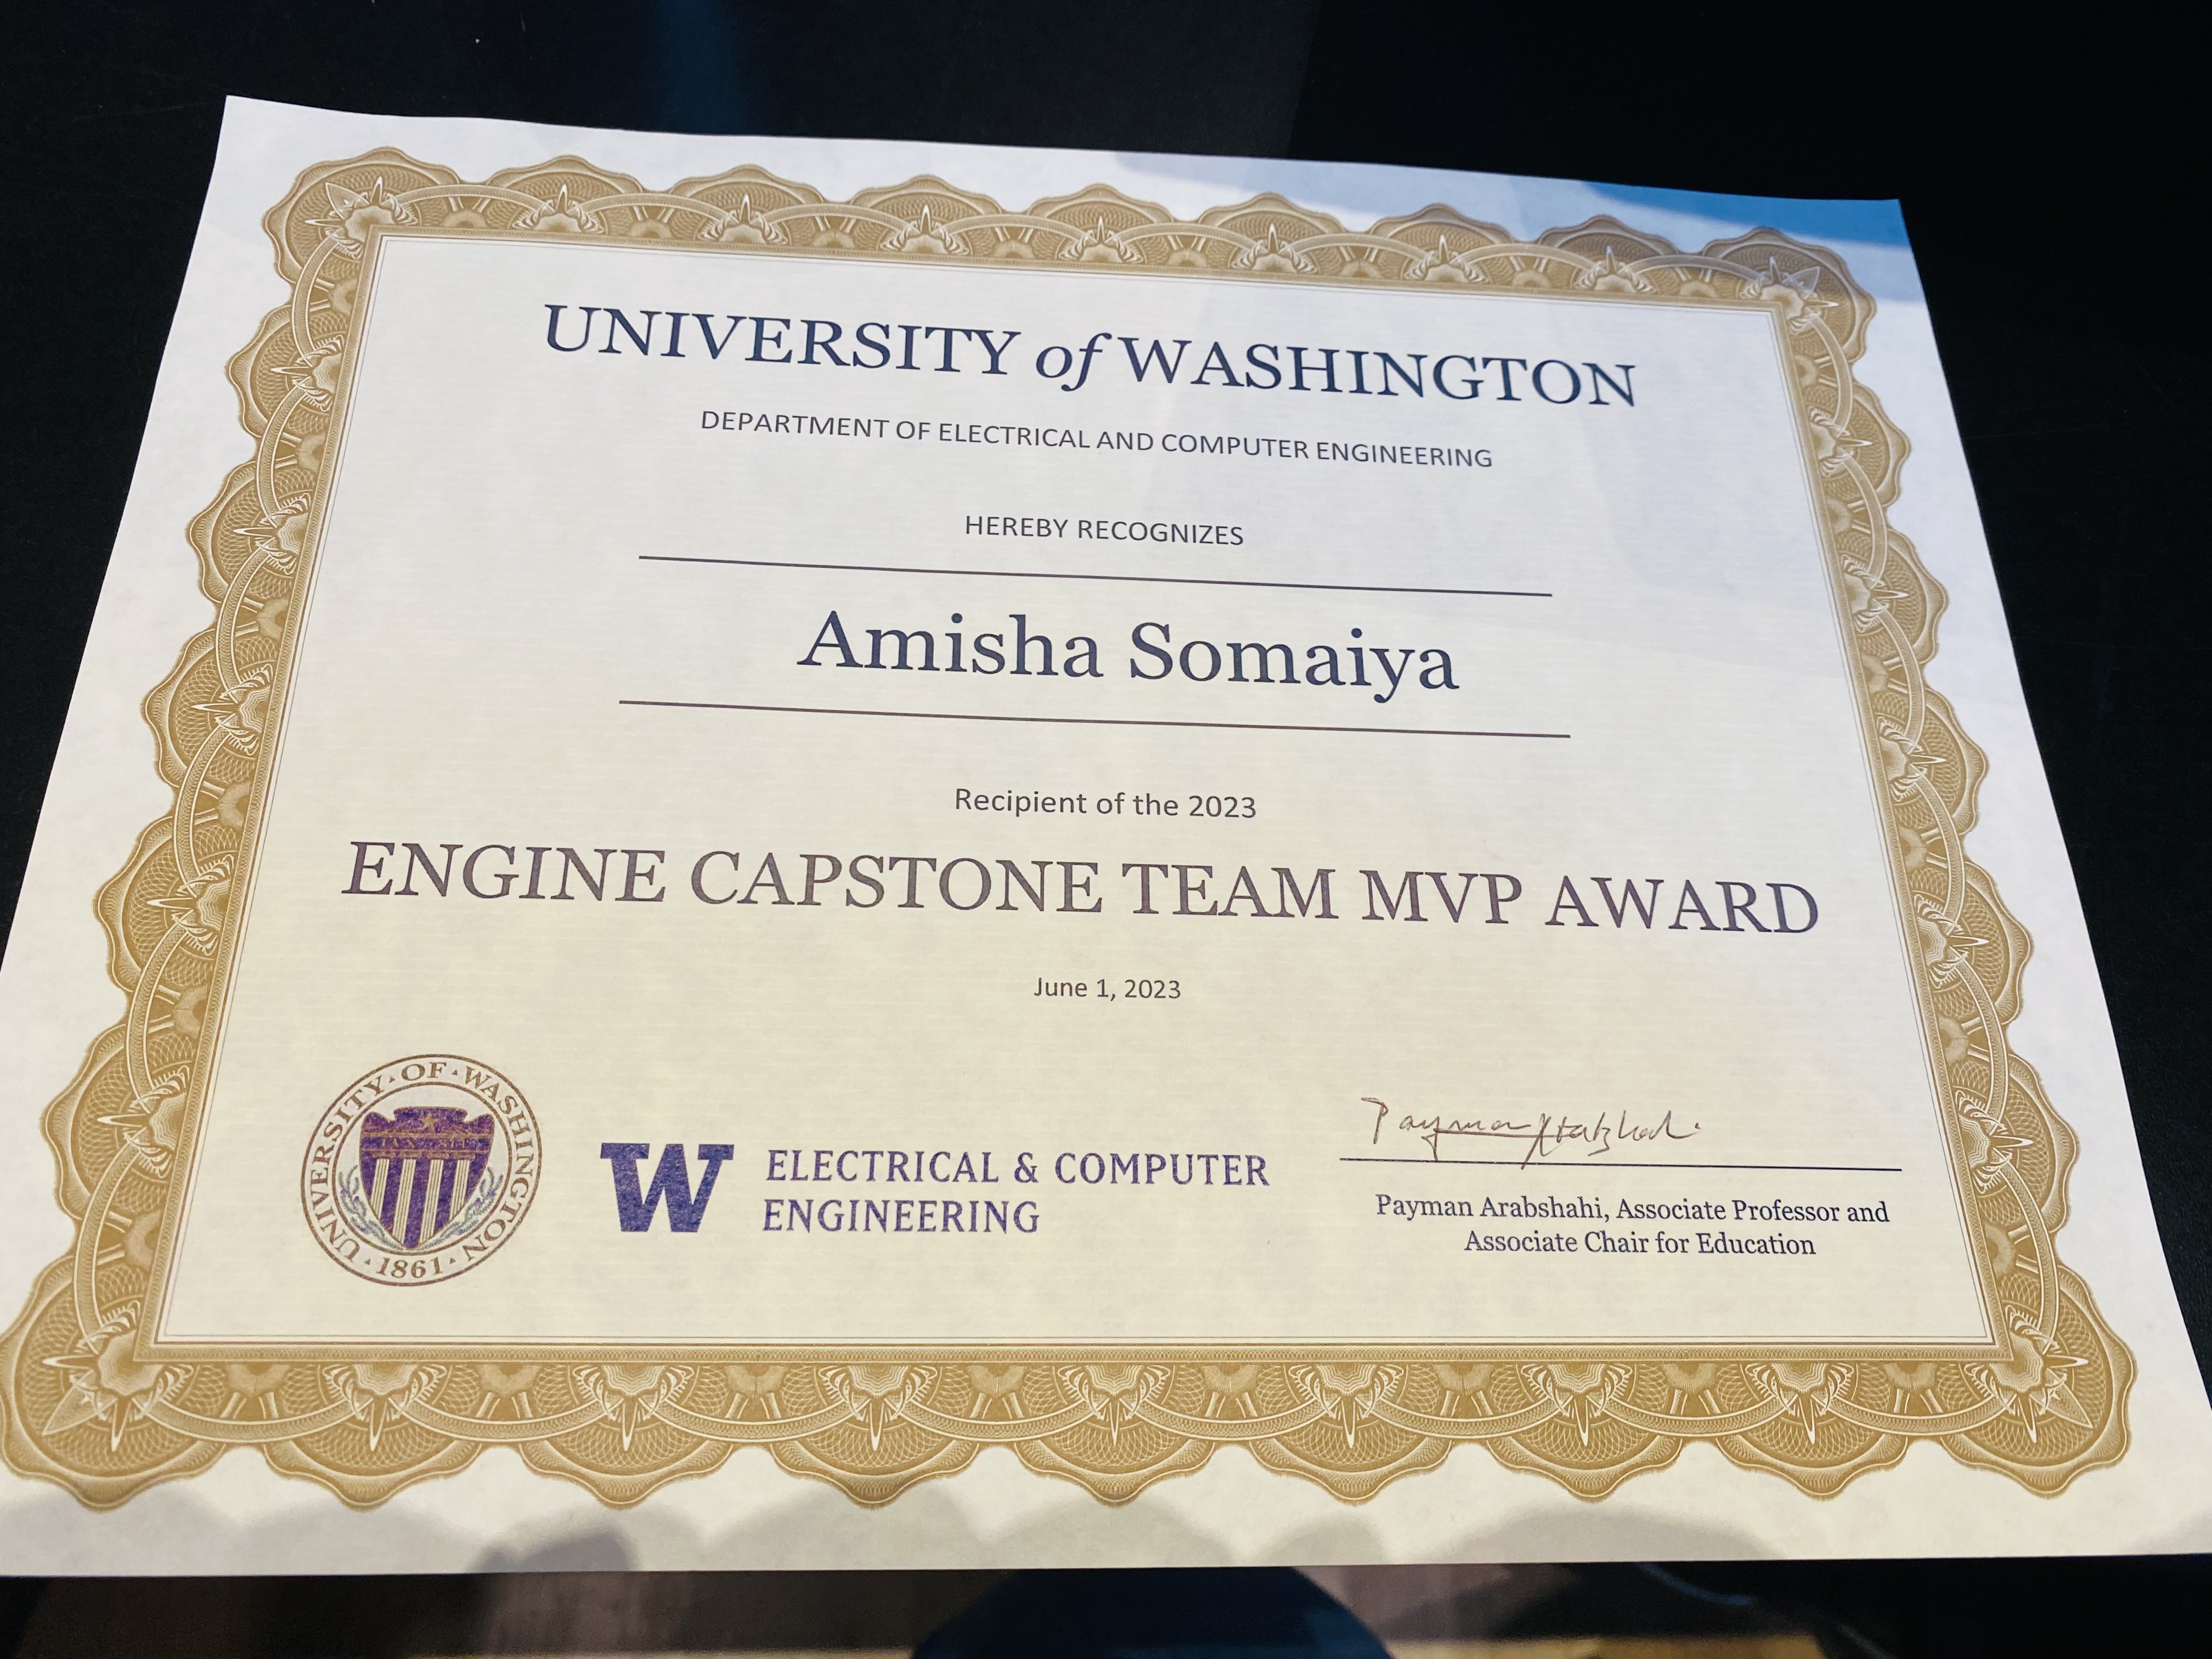 UNIVERSITY of WASHINGTON
DEPARTMENT OF ELECTRICAL AND COMPUTER ENGINEERING
HEREBY RECOGNIZES
Amisha Somaiya
Recipient of the 2023
ENGINE CAPSTONE TEAM MVP AWARD
June 1, 2023
UNIVERSITY · OF · WASHINGTON · 1861 ·
W ELECTRICAL & COMPUTER
ENGINEERING
Payman Arabshahi
Payman Arabshahi, Associate Professor and
Associate Chair for Education